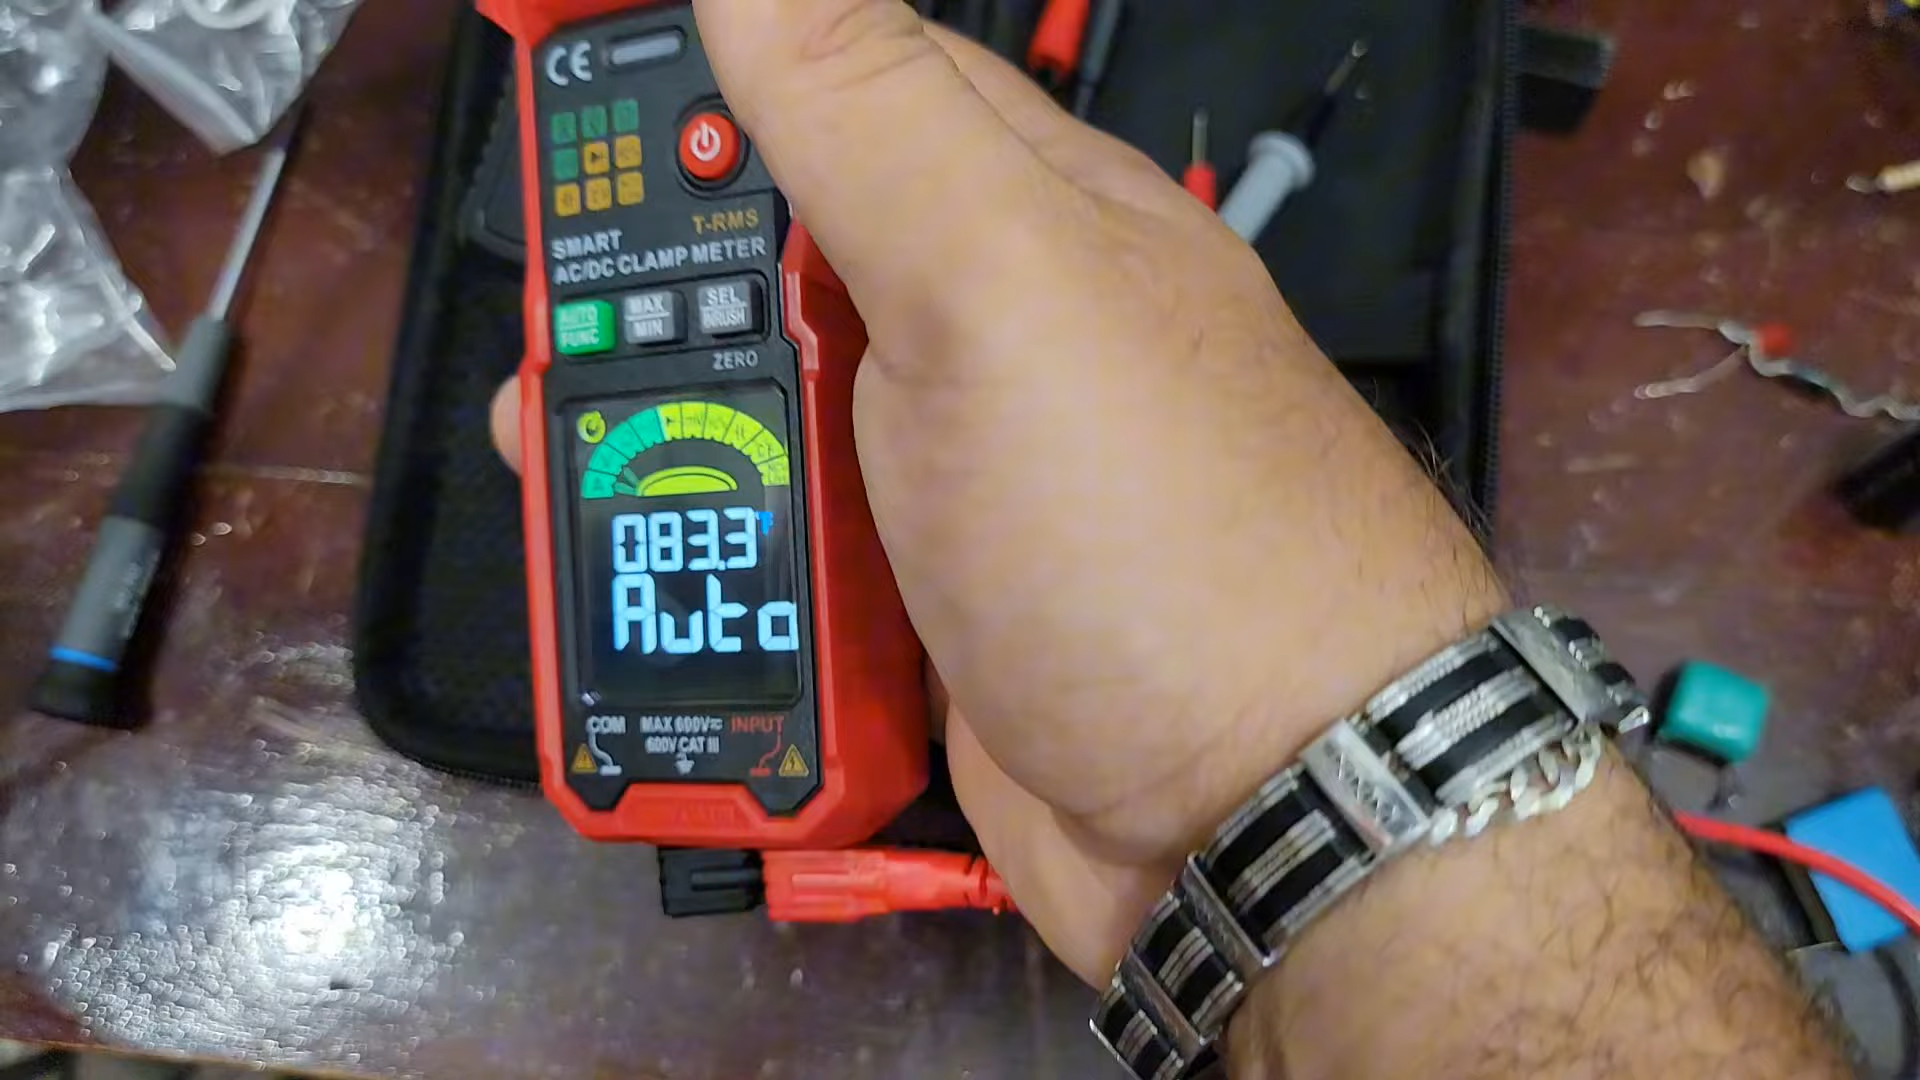 CE
T-RMS
SMART
AC/DC CLAMP METER
AUTO
FUNC
MAX
MIN
SEL
INRUSH
ZERO
083.3°F
Auto
COM
MAX 600V
INPUT
600V CAT III